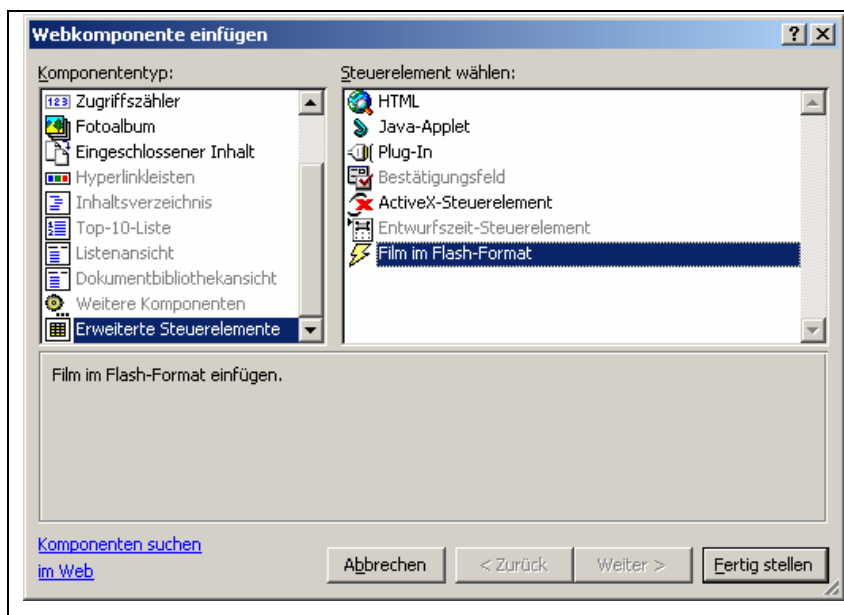 Webkomponente einfügen
Komponententyp:
Steuerelement wählen:
123 Zugriffszähler
Fotoalbum
Eingeschlossener Inhalt
Hyperlinkleisten
Inhaltsverzeichnis
Top-10-Liste
Listenansicht
Dokumentbibliothekansicht
Weitere Komponenten
Erweiterte Steuerelemente
HTML
Java-Applet
Plug-In
Bestätigungsfeld
ActiveX-Steuerelement
Entwurfszeit-Steuerelement
Film im Flash-Format
Film im Flash-Format einfügen.
Komponenten suchen
im Web
Abbrechen
< Zurück
Weiter >
Fertig stellen